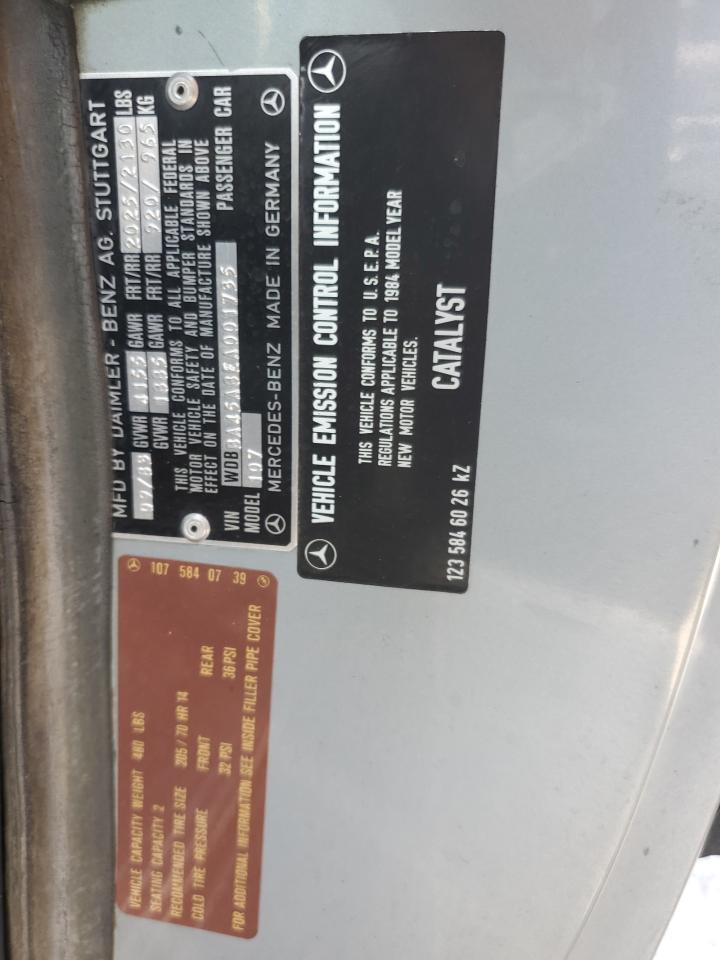 MFD BY DAIMLER - BENZ AG. STUTTGART
GVWR 4155 GAWR FRT/RR 2025/2130 LBS
GVWR 1885 GAWR FRT/RR 920/ 965 KG
THIS VEHICLE CONFORMS TO ALL APPLICABLE FEDERAL
MOTOR VEHICLE SAFETY AND BUMPER STANDARDS IN
EFFECT ON THE DATE OF MANUFACTURE SHOWN ABOVE
VIN WDBBA45A3EA001735 PASSENGER CAR
MODEL 107
MERCEDES-BENZ MADE IN GERMANY
VEHICLE EMISSION CONTROL INFORMATION
THIS VEHICLE CONFORMS TO U.S.E.P.A.
REGULATIONS APPLICABLE TO 1984 MODEL YEAR
NEW MOTOR VEHICLES.
CATALYST
123 584 60 26 kZ
107 584 07 39
VEHICLE CAPACITY WEIGHT 480 LBS
SEATING CAPACITY 2
RECOMMENDED TIRE SIZE 205/70 HR 14
COLD TIRE PRESSURE FRONT REAR
32 PSI 36 PSI
FOR ADDITIONAL INFORMATION SEE INSIDE FILLER PIPE COVER